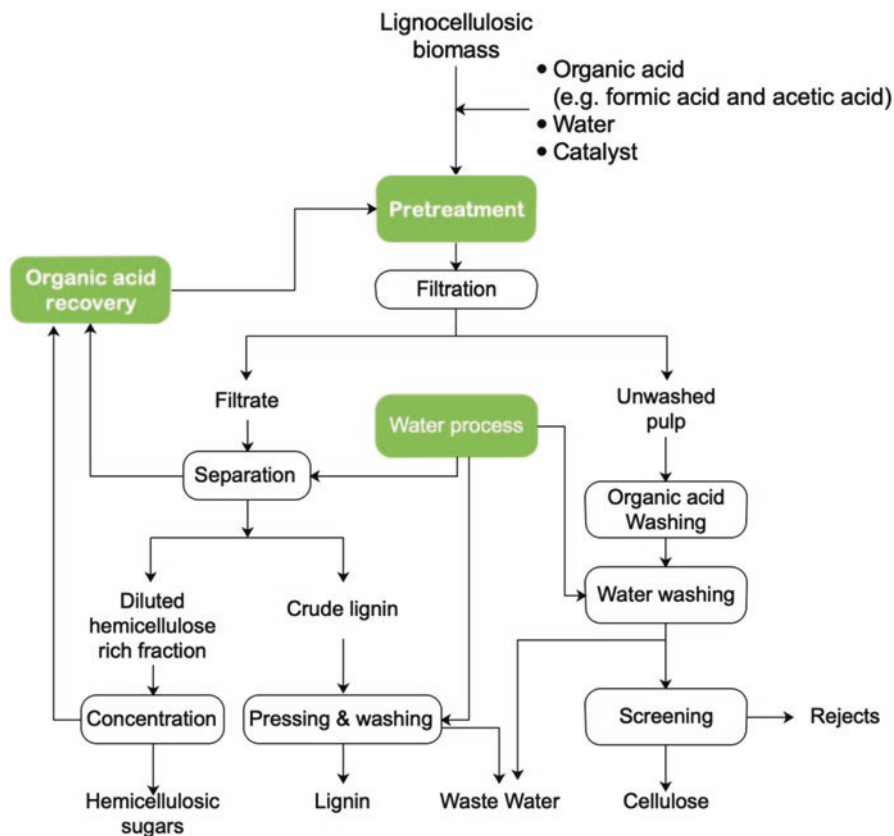 Lignocellulosic
biomass
• Organic acid
(e.g. formic acid and acetic acid)
• Water
• Catalyst
Pretreatment
Organic acid
recovery
Filtration
Filtrate
Water process
Unwashed
pulp
Separation
Organic acid
Washing
Diluted
hemicellulose
rich fraction
Crude lignin
Water washing
Concentration
Pressing & washing
Screening
Rejects
Hemicellulosic
sugars
Lignin
Waste Water
Cellulose